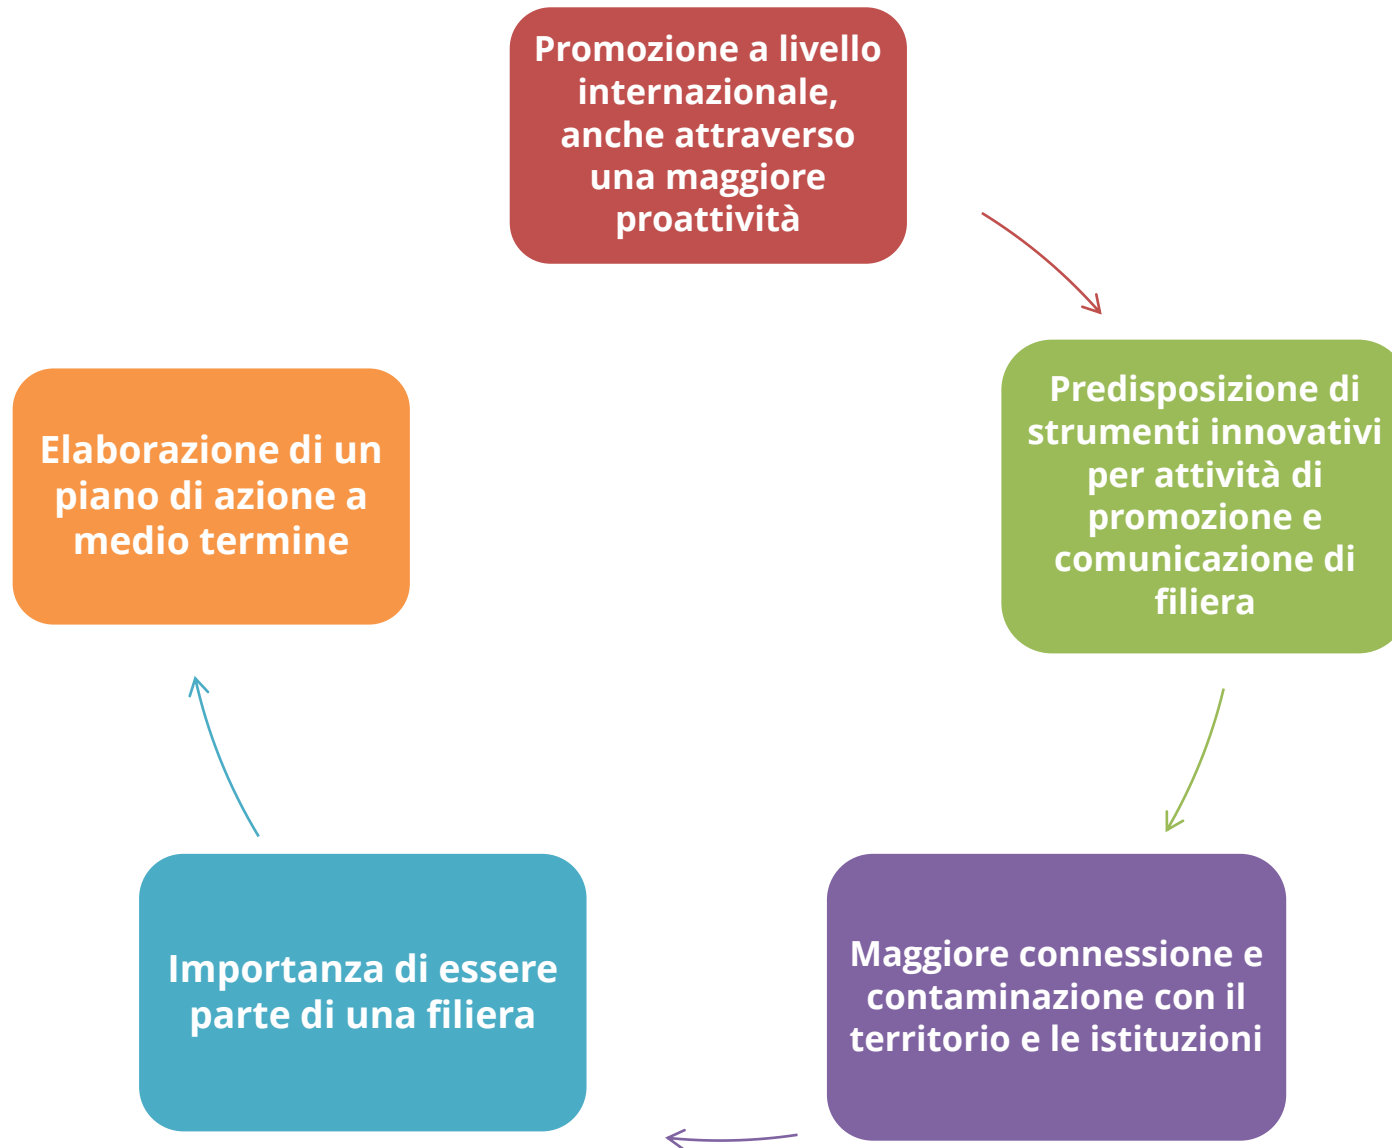 Promozione a livello
internazionale,
anche attraverso
una maggiore
proattività
Predisposizione di
strumenti innovativi
per attività di
promozione e
comunicazione di
filiera
Maggiore connessione e
contaminazione con il
territorio e le istituzioni
Importanza di essere
parte di una filiera
Elaborazione di un
piano di azione a
medio termine